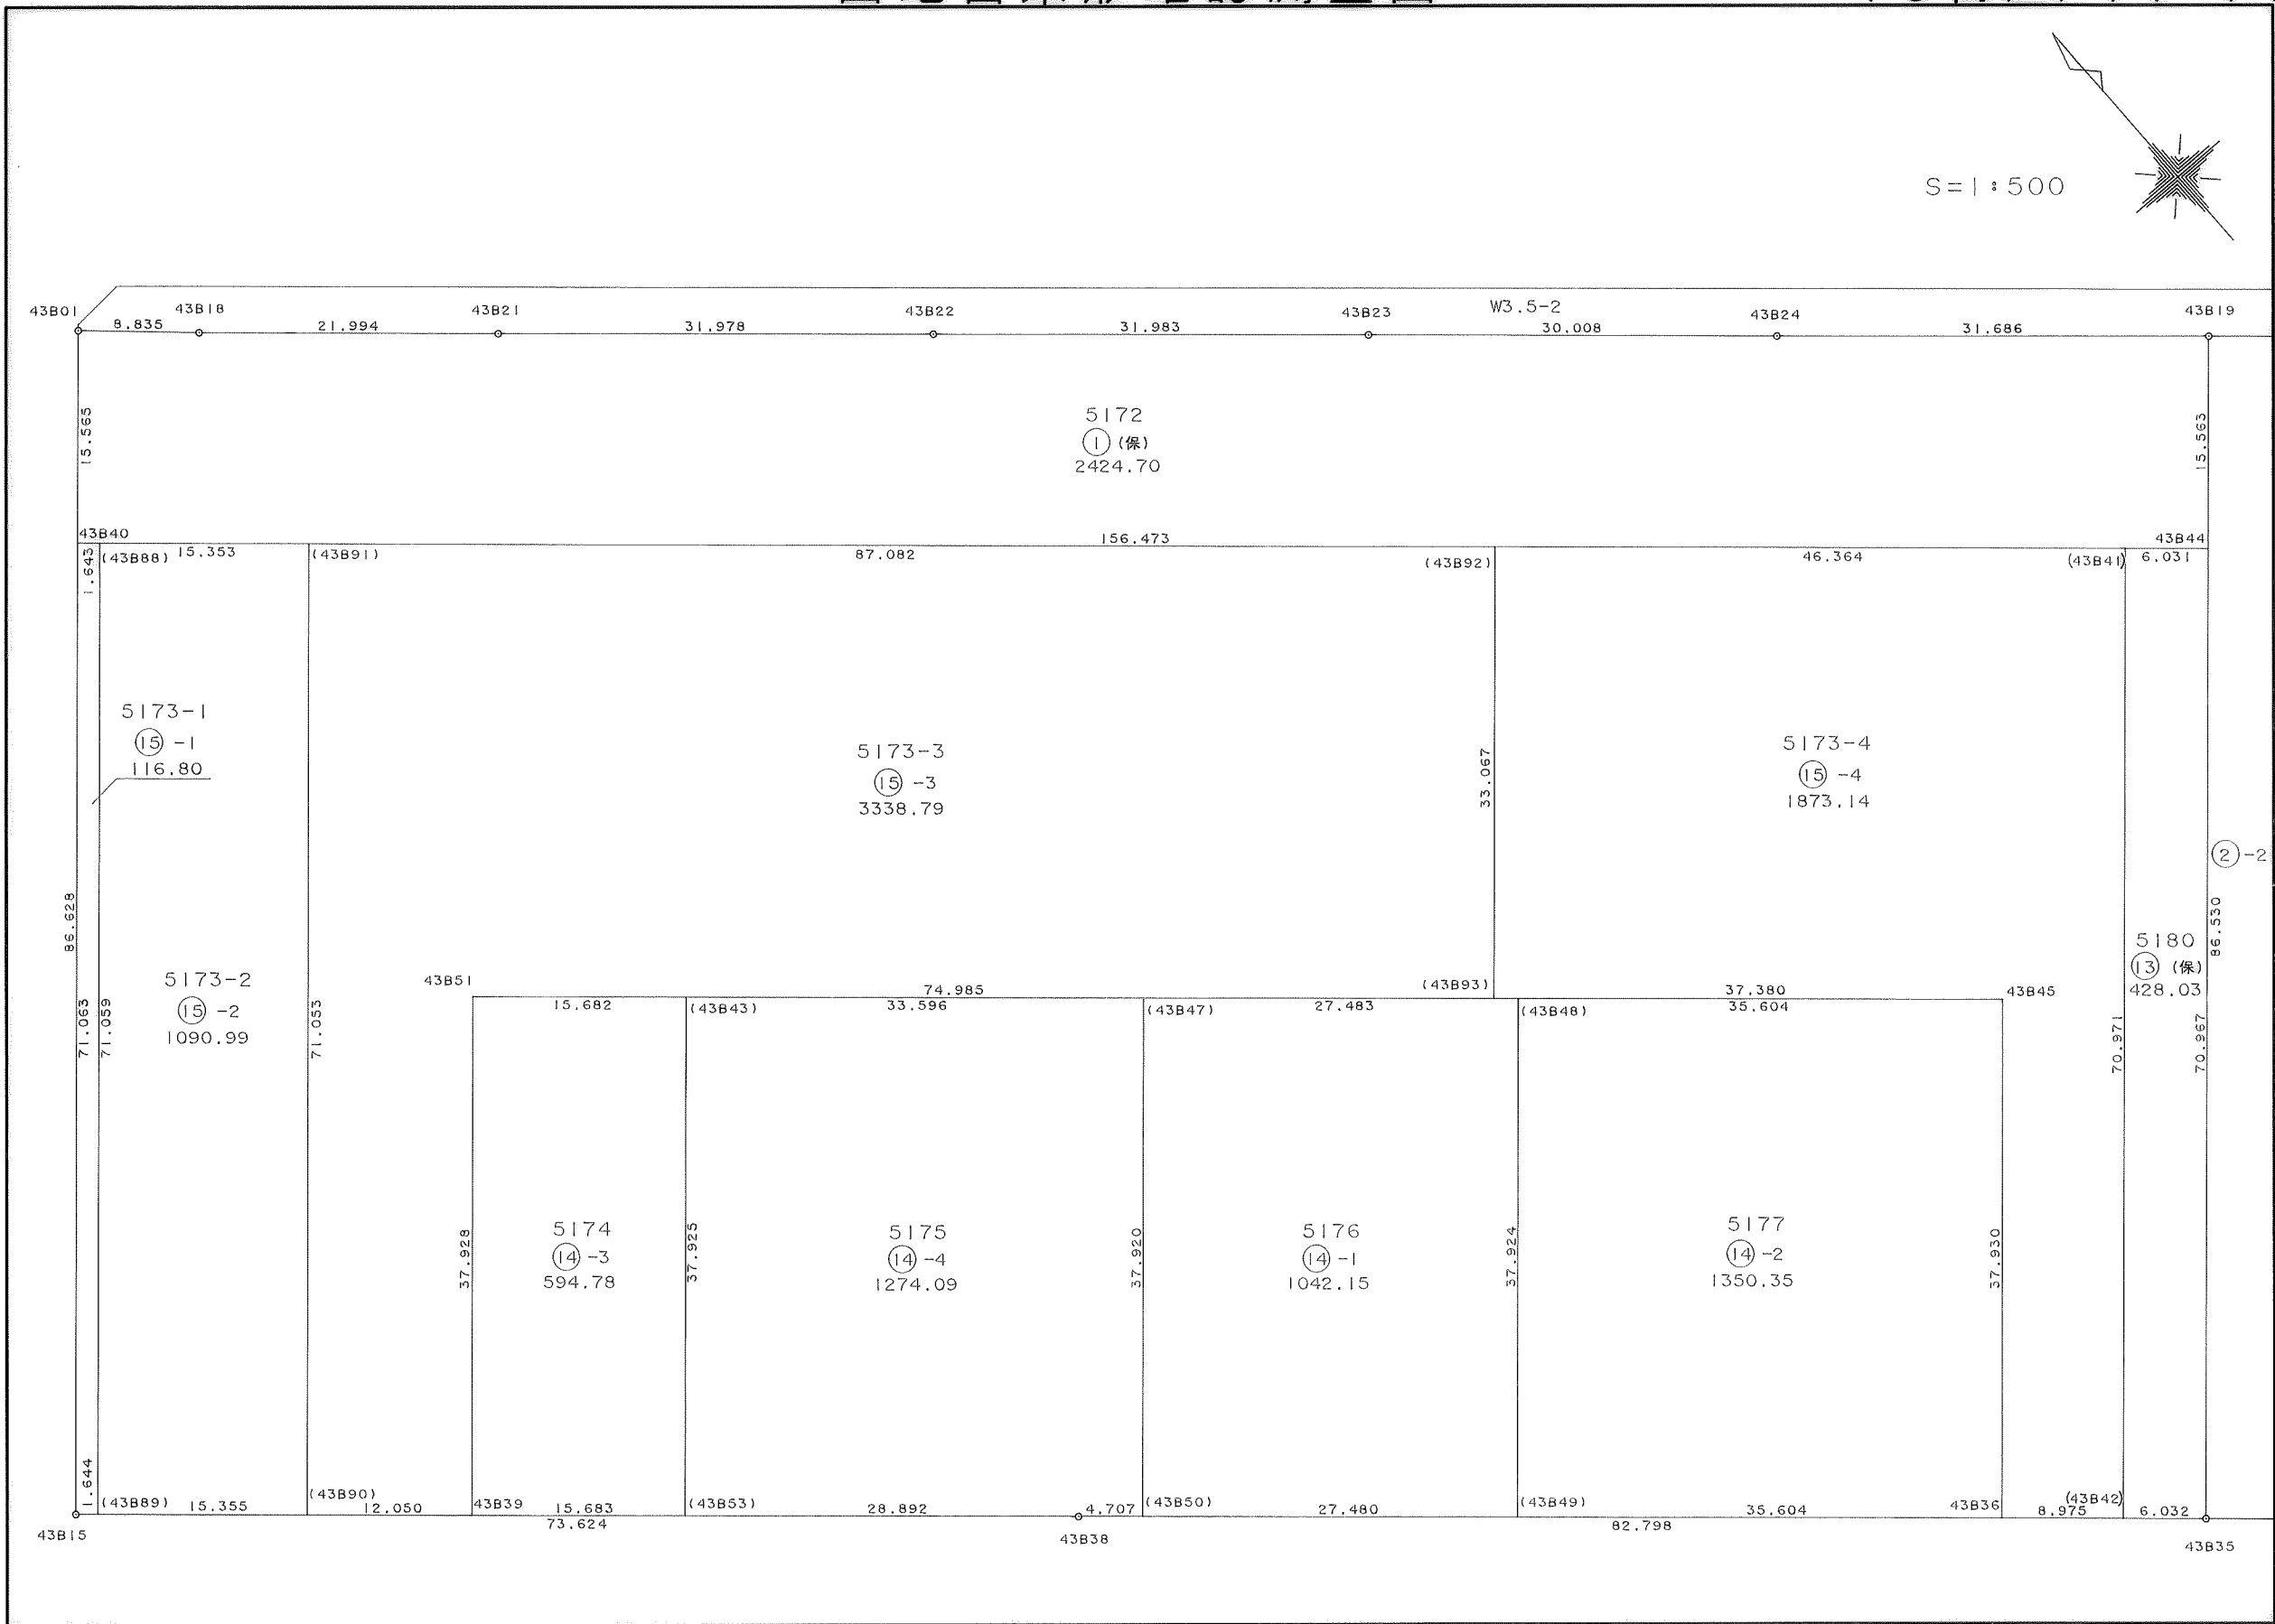 S=1:500
43B01
43B18
43B21
43B22
43B23
W3.5-2
43B24
43B19
8.835
21.994
31.978
31.983
30.008
31.686
15.565
5172
① (保)
2424.70
15.563
43B40
156.473
43B44
1.643
(43B88)
15.353
(43B91)
87.082
(43B92)
46.364
(43B41)
6.031
5173-1
⑮ -1
116.80
5173-3
⑮ -3
3338.79
33.067
5173-4
⑮ -4
1873.14
② -2
86.628
86.530
5180
⑬ (保)
428.03
5173-2
⑮ -2
1090.99
71.063
71.059
71.053
43B51
74.985
(43B93)
37.380
43B45
15.682
(43B43)
33.596
(43B47)
27.483
(43B48)
35.604
70.971
70.967
37.928
5174
⑭ -3
594.78
37.925
5175
⑭ -4
1274.09
37.920
5176
⑭ -1
1042.15
37.924
5177
⑭ -2
1350.35
37.930
1.644
(43B89)
15.355
(43B90)
12.050
43B39
15.683
(43B53)
28.892
4.707
(43B50)
27.480
(43B49)
35.604
43B36
8.975
(43B42)
6.032
73.624
82.798
43B15
43B38
43B35